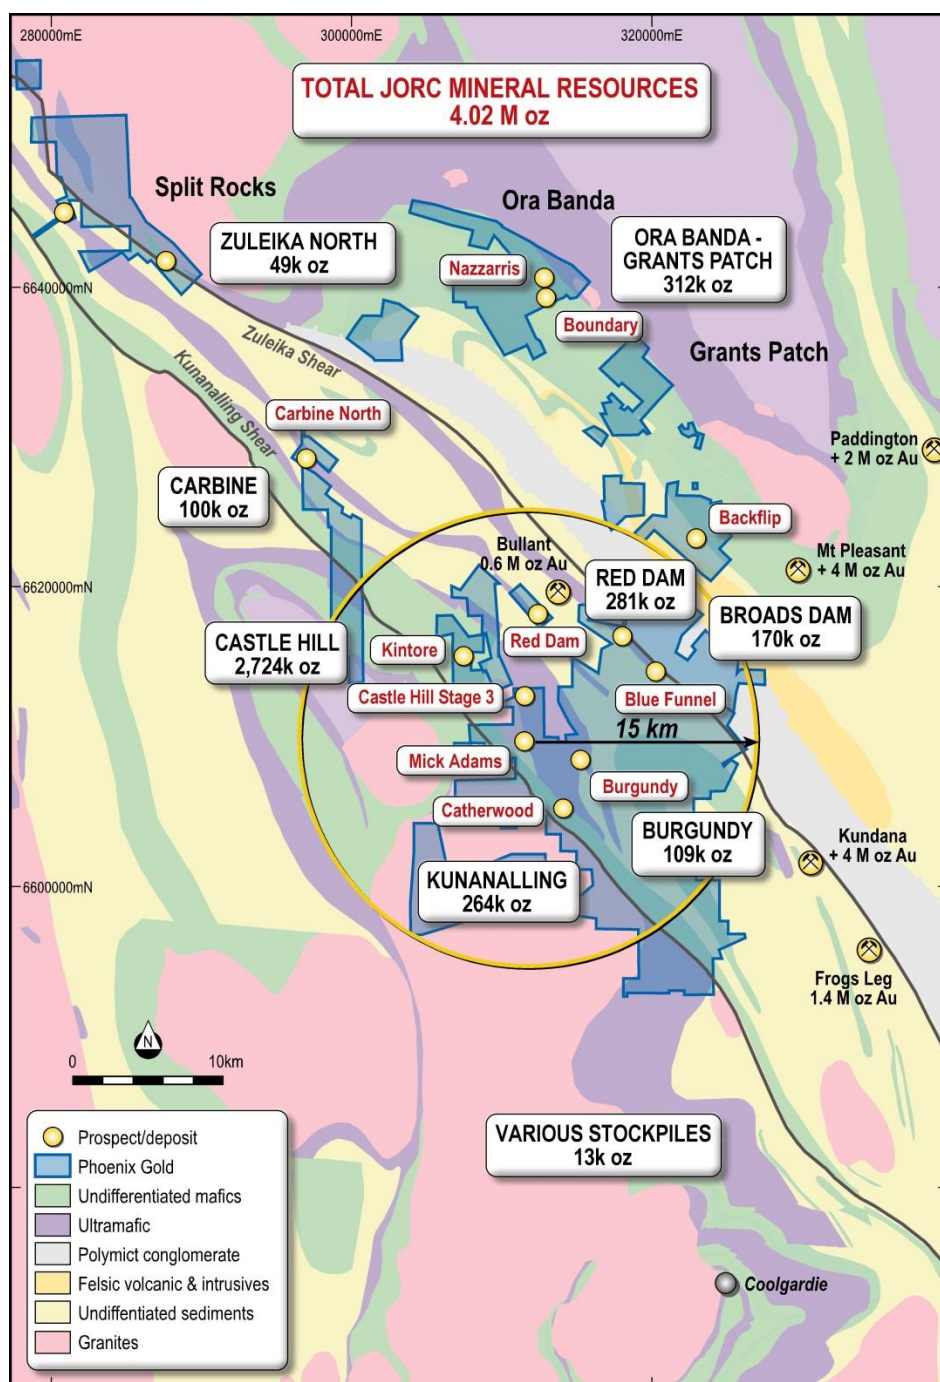 280000mE
300000mE
320000mE
TOTAL JORC MINERAL RESOURCES
4.02 M oz
Split Rocks
Ora Banda
ZULEIKA NORTH
49k oz
ORA BANDA -
GRANTS PATCH
312k oz
Nazzarris
6640000mN
Boundary
Zuleika Shear
Grants Patch
Kunanalling Shear
Carbine North
Paddington
+ 2 M oz Au
CARBINE
100k oz
Backflip
Bullant
0.6 M oz Au
Mt Pleasant
+ 4 M oz Au
6620000mN
RED DAM
281k oz
BROADS DAM
170k oz
CASTLE HILL
2,724k oz
Kintore
Red Dam
Castle Hill Stage 3
Blue Funnel
15 km
Mick Adams
Burgundy
Catherwood
BURGUNDY
109k oz
Kundana
+ 4 M oz Au
6600000mN
KUNANALLING
264k oz
Frogs Leg
1.4 M oz Au
N
0
10km
VARIOUS STOCKPILES
13k oz
Prospect/deposit
Phoenix Gold
Undifferentiated mafics
Ultramafic
Polymict conglomerate
Felsic volcanic & intrusives
Undiffentiated sediments
Granites
Coolgardie